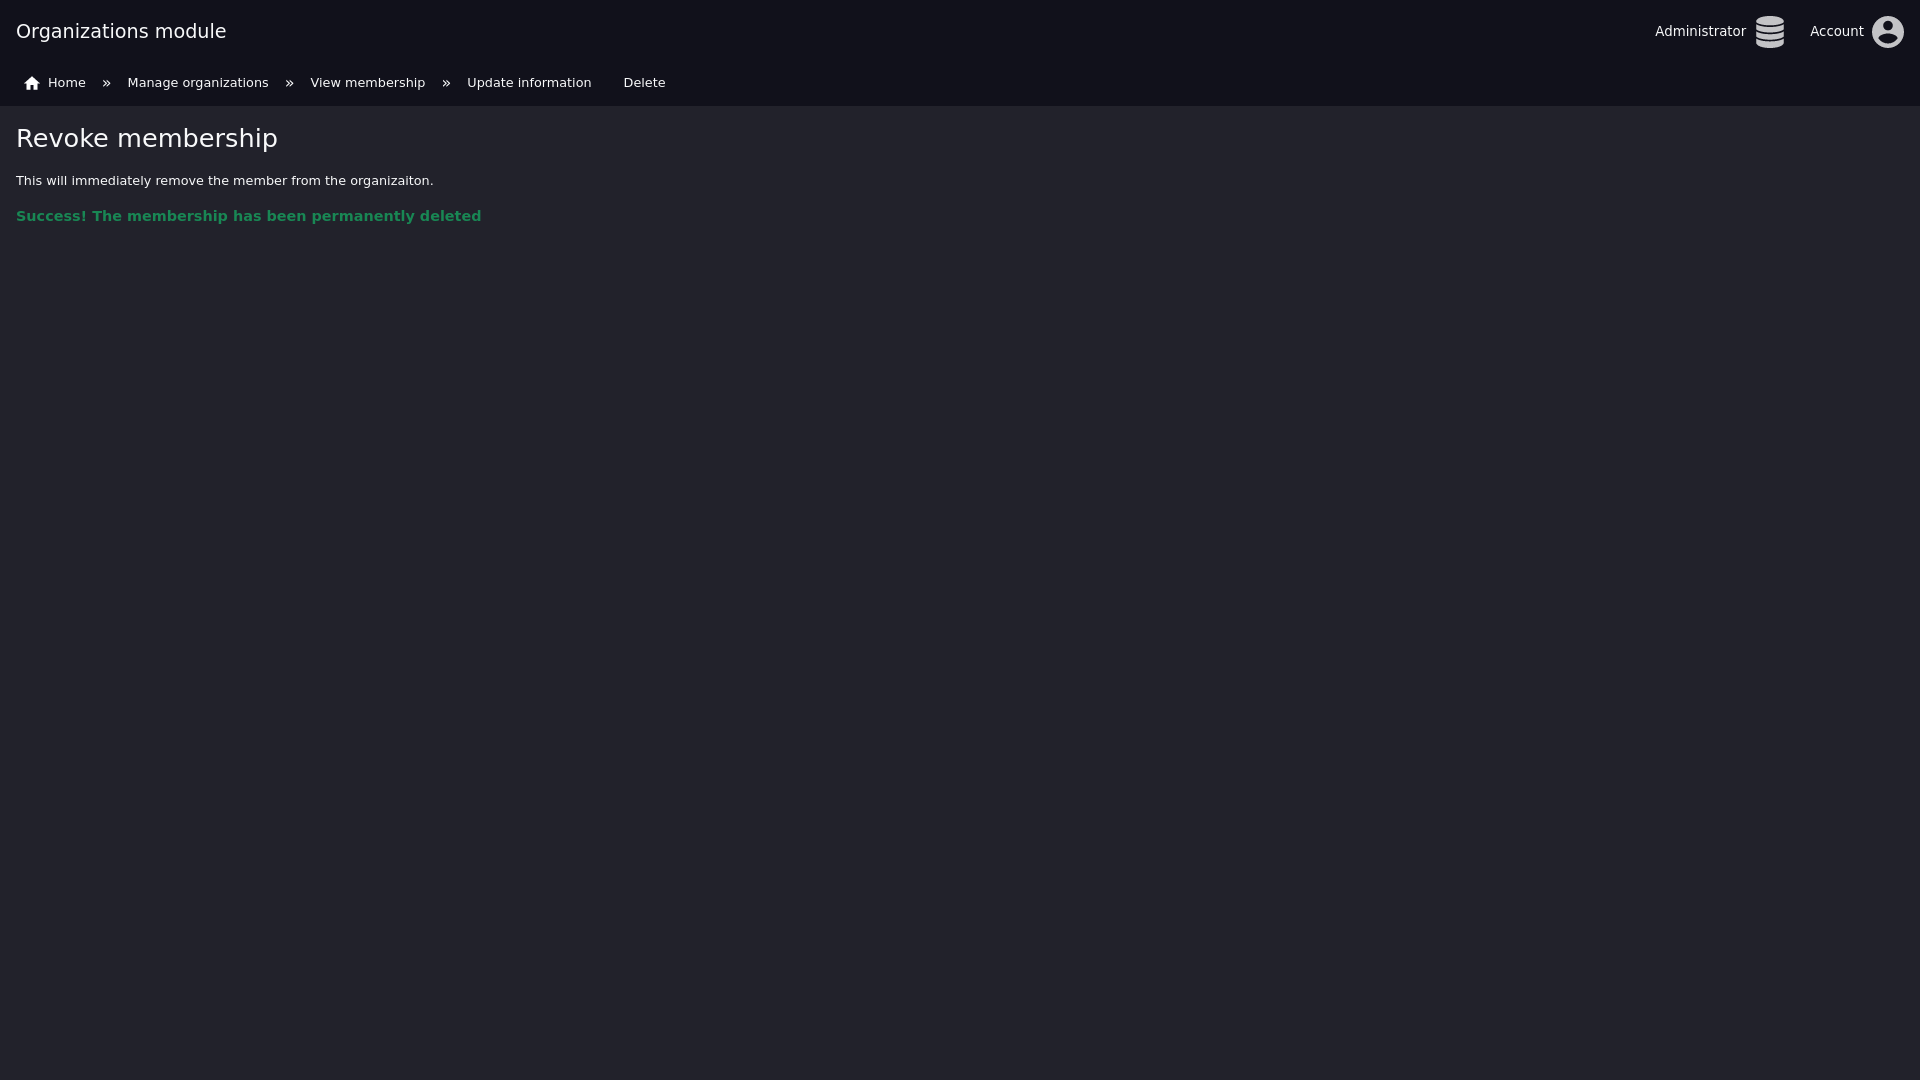 Organizations module
Administrator
Account
Home » Manage organizations » View membership » Update information Delete
Revoke membership
This will immediately remove the member from the organizaiton.
Success! The membership has been permanently deleted